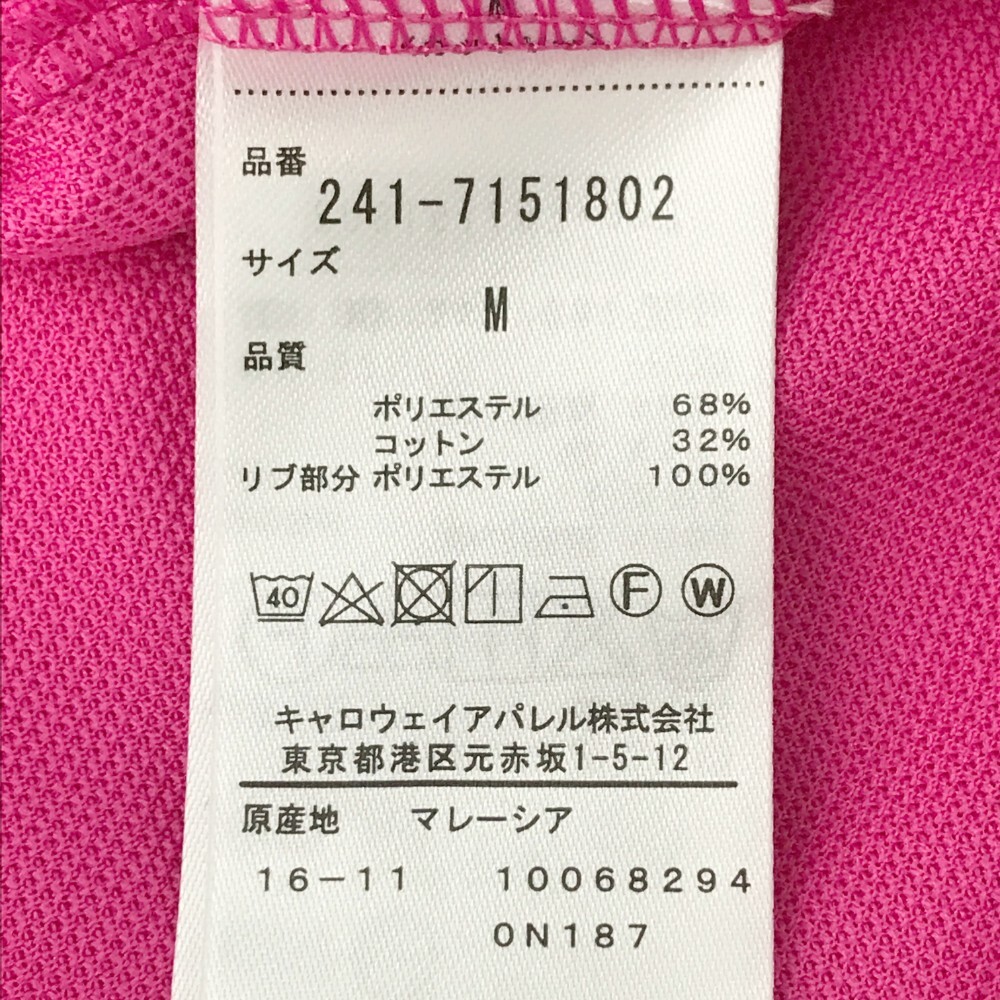 品番
241-7151802
サイズ
M
品質
ポリエステル 68%
コットン 32%
リブ部分 ポリエステル 100%
40 F W
キャロウェイアパレル株式会社
東京都港区元赤坂1-5-12
原産地 マレーシア
16-11 10068294
0N187